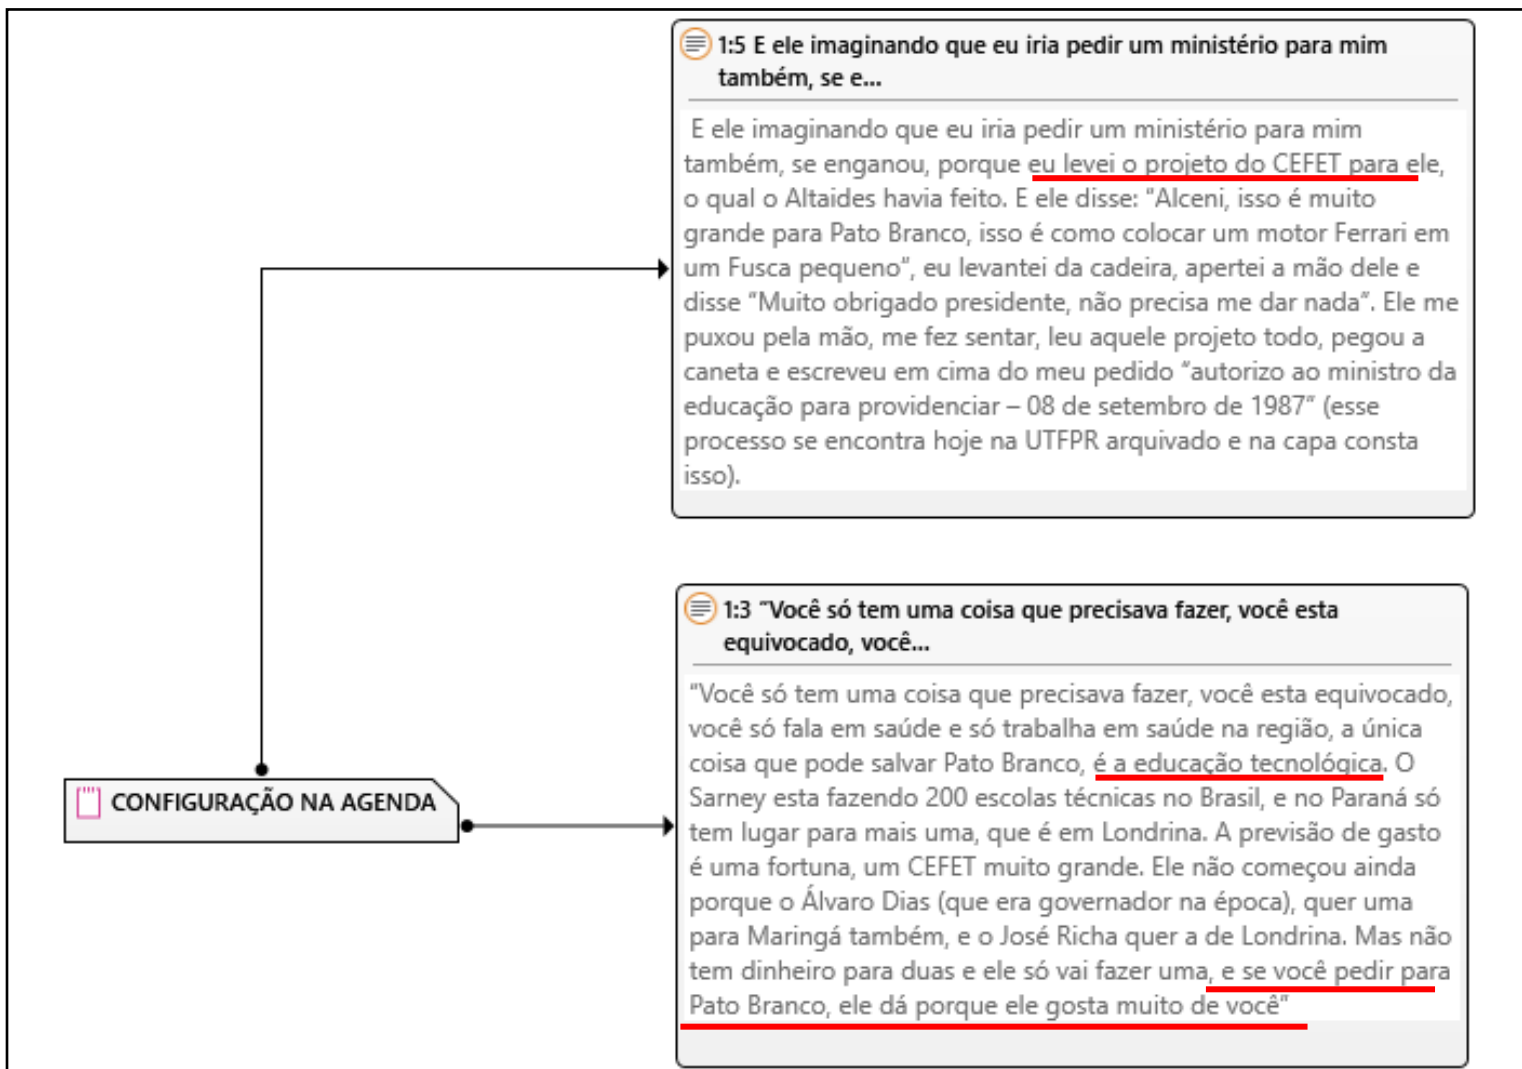 1:5 E ele imaginando que eu iria pedir um ministério para mim
também, se e...
E ele imaginando que eu iria pedir um ministério para mim
também, se enganou, porque eu levei o projeto do CEFET para ele,
o qual o Altaides havia feito. E ele disse: “Alceni, isso é muito
grande para Pato Branco, isso é como colocar um motor Ferrari em
um Fusca pequeno”, eu levantei da cadeira, apertei a mão dele e
disse “Muito obrigado presidente, não precisa me dar nada”. Ele me
puxou pela mão, me fez sentar, leu aquele projeto todo, pegou a
caneta e escreveu em cima do meu pedido “autorizo ao ministro da
educação para providenciar – 08 de setembro de 1987” (esse
processo se encontra hoje na UTFPR arquivado e na capa consta
isso).
CONFIGURAÇÃO NA AGENDA
1:3 “Você só tem uma coisa que precisava fazer, você esta
equivocado, você...
“Você só tem uma coisa que precisava fazer, você esta equivocado,
você só fala em saúde e só trabalha em saúde na região, a única
coisa que pode salvar Pato Branco, é a educação tecnológica. O
Sarney esta fazendo 200 escolas técnicas no Brasil, e no Paraná só
tem lugar para mais uma, que é em Londrina. A previsão de gasto
é uma fortuna, um CEFET muito grande. Ele não começou ainda
porque o Álvaro Dias (que era governador na época), quer uma
para Maringá também, e o José Richa quer a de Londrina. Mas não
tem dinheiro para duas e ele só vai fazer uma, e se você pedir para
Pato Branco, ele dá porque ele gosta muito de você”